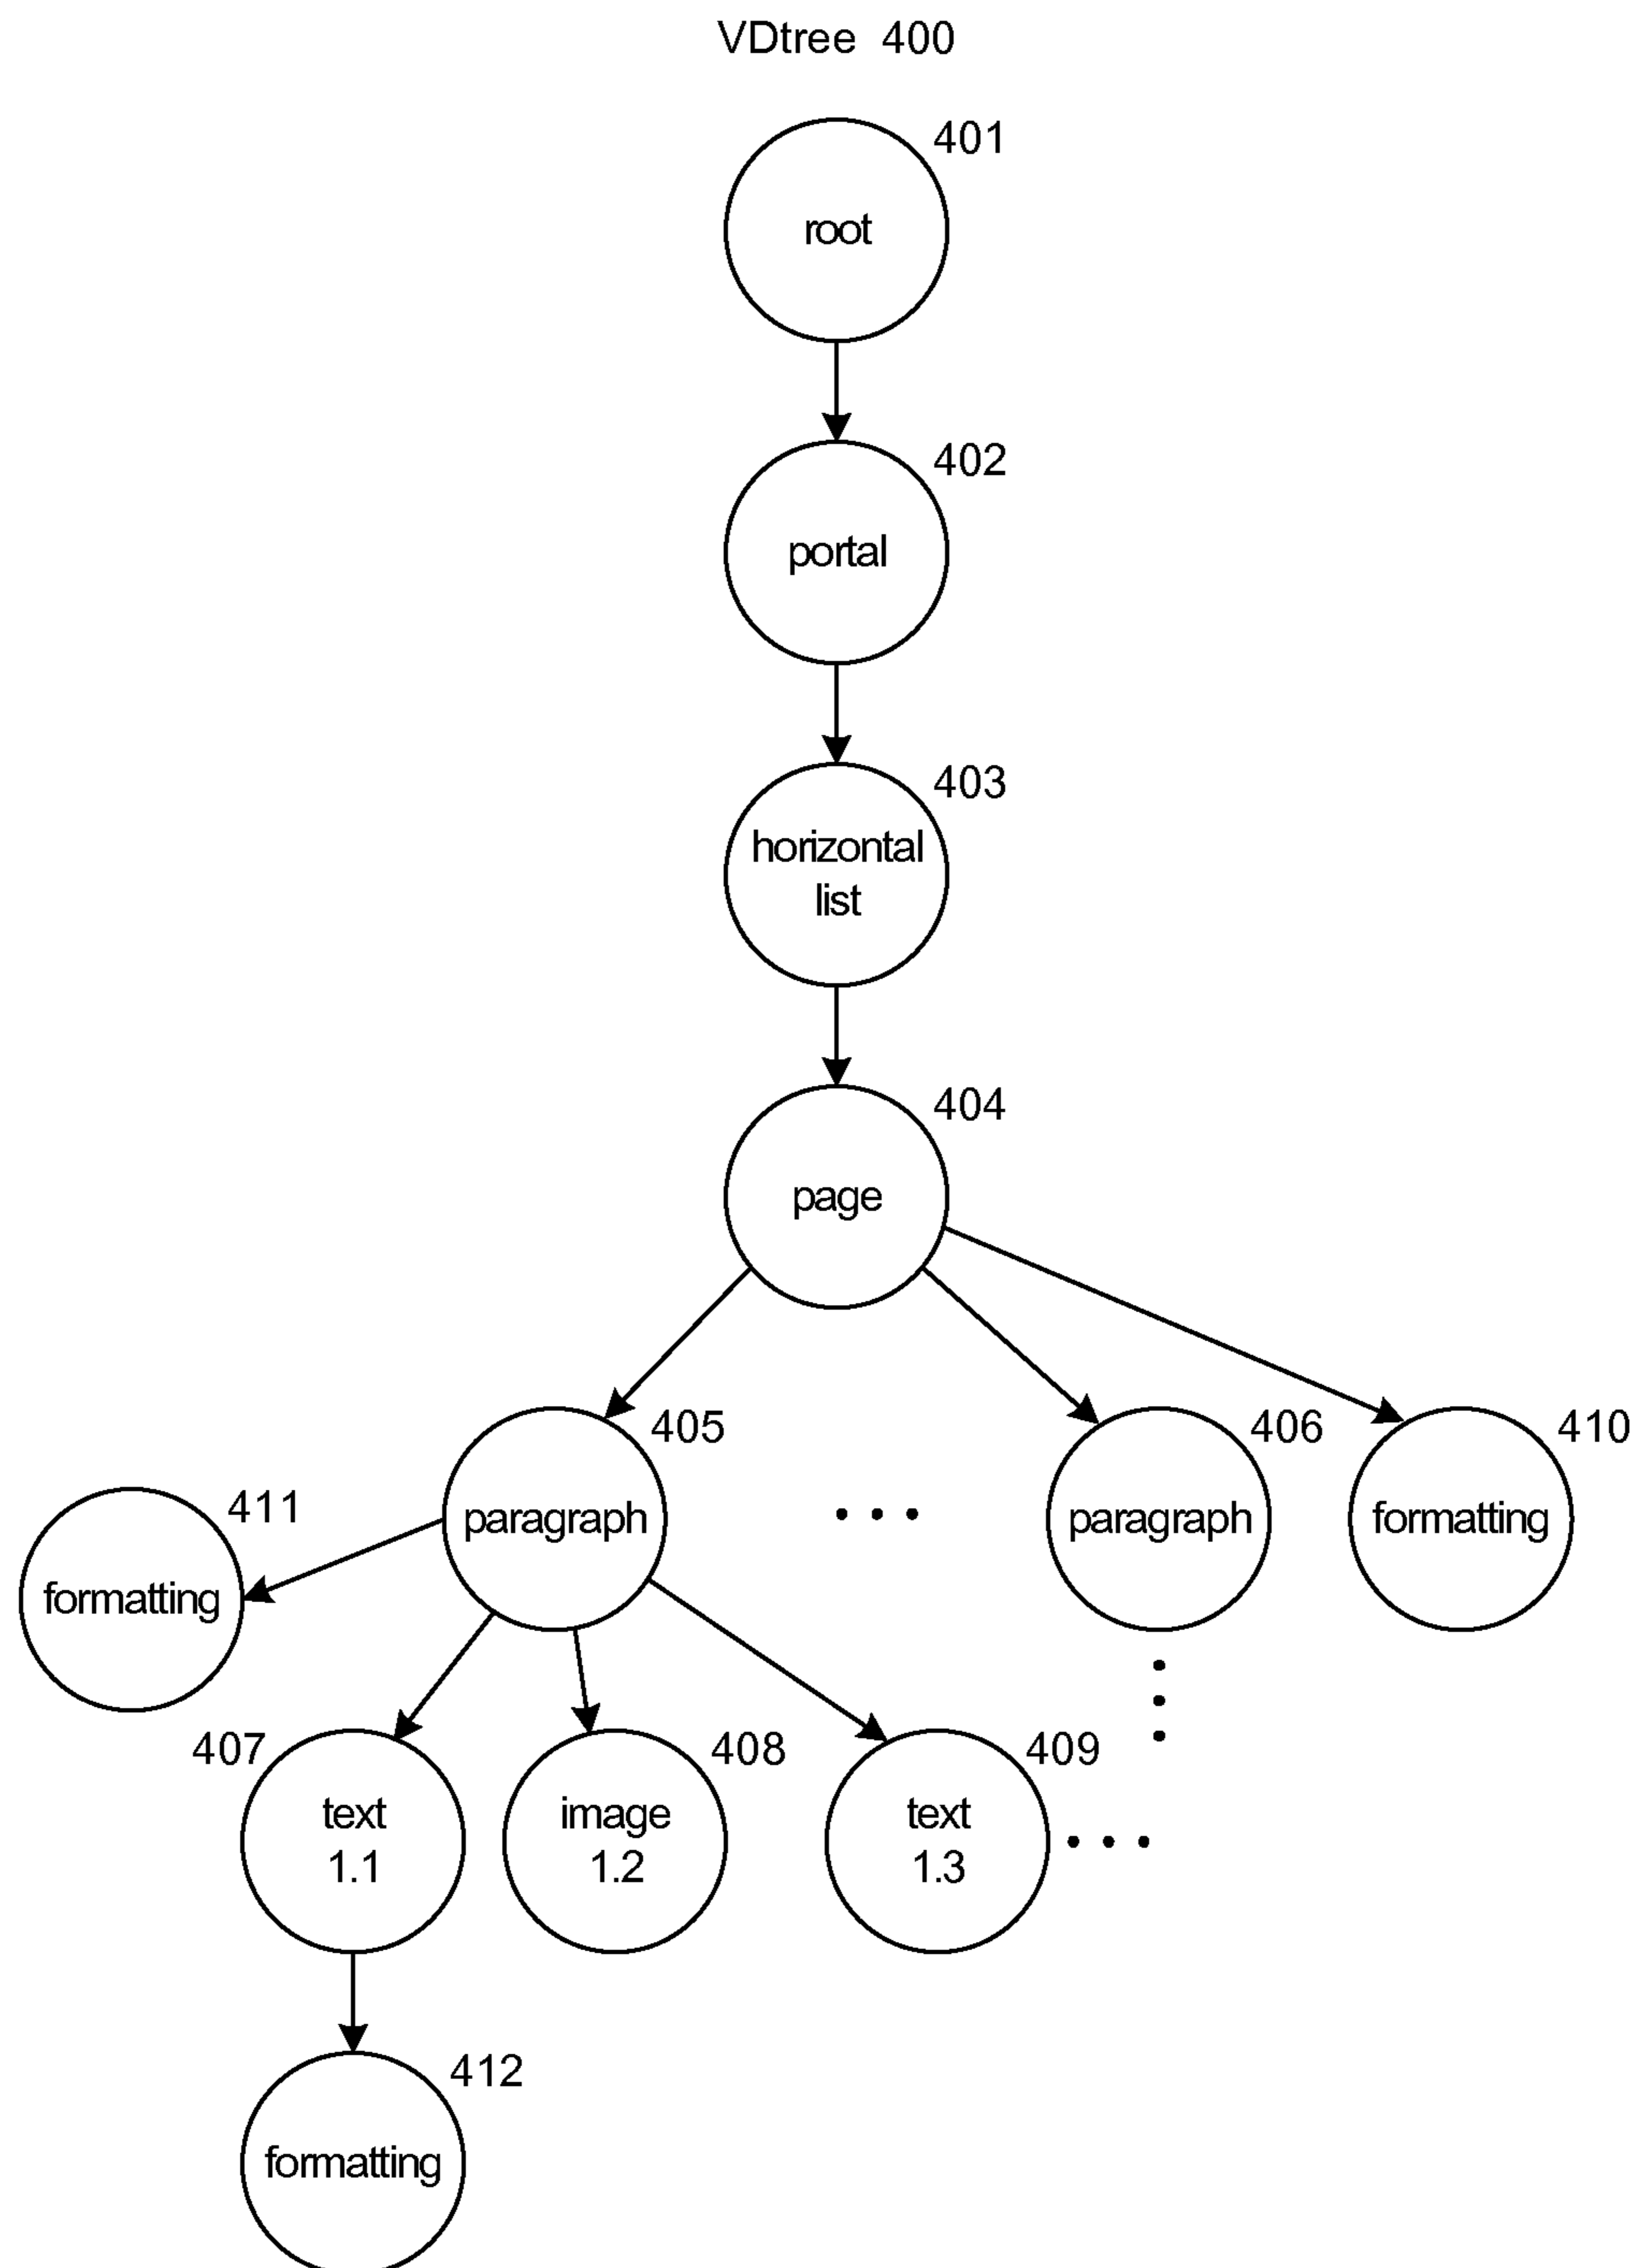 VDtree 400
401
root
402
portal
403
horizontal
list
404
page
405
paragraph
406
paragraph
410
formatting
411
formatting
407
text
1.1
408
image
1.2
409
text
1.3
412
formatting